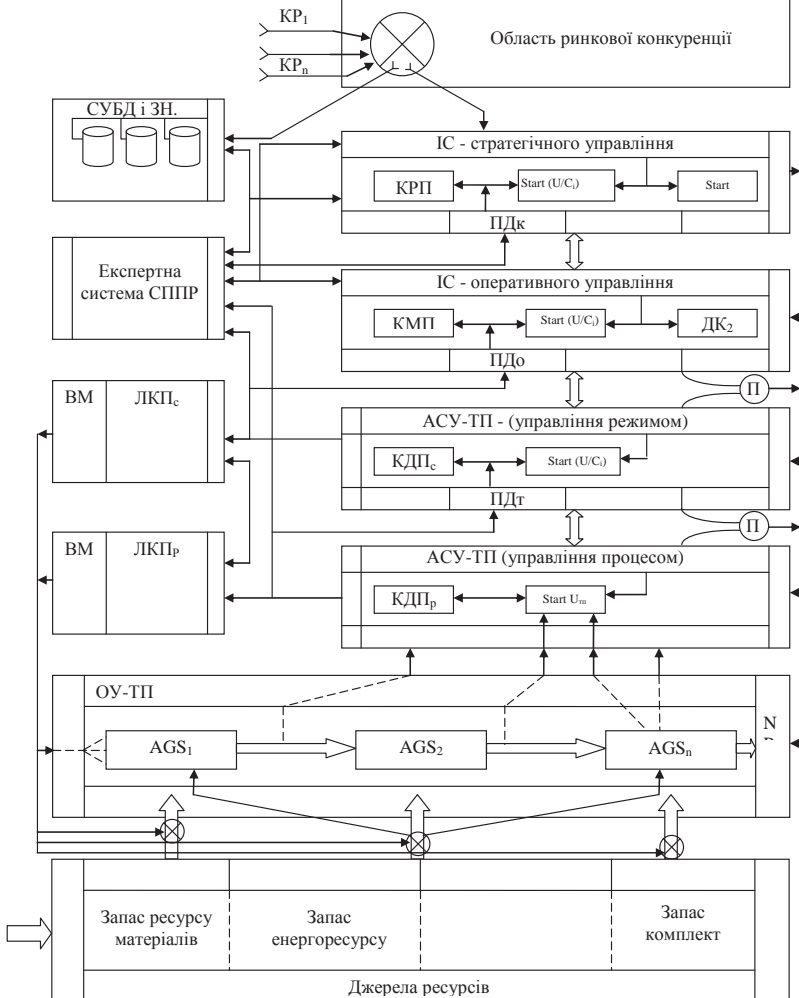 КР₁
КРₙ
Область ринкової конкуренції
СУБД і ЗН.
ІС - стратегічного управління
КРП
Start (U/Cᵢ)
Start
ПДк
Експертна
система СППР
ІС - оперативного управління
КМП
Start (U/Cᵢ)
ДК₂
ПДо
П
ВМ
ЛКПс
АСУ-ТП - (управління режимом)
КДПс
Start (U/Cᵢ)
ПДт
П
ВМ
ЛКПР
АСУ-ТП (управління процесом)
КДПр
Start Uтп
ОУ-ТП
AGS₁
AGS₂
AGSₙ
N
Запас ресурсу
матеріалів
Запас
енергоресурсу
Запас
комплект
Джерела ресурсів